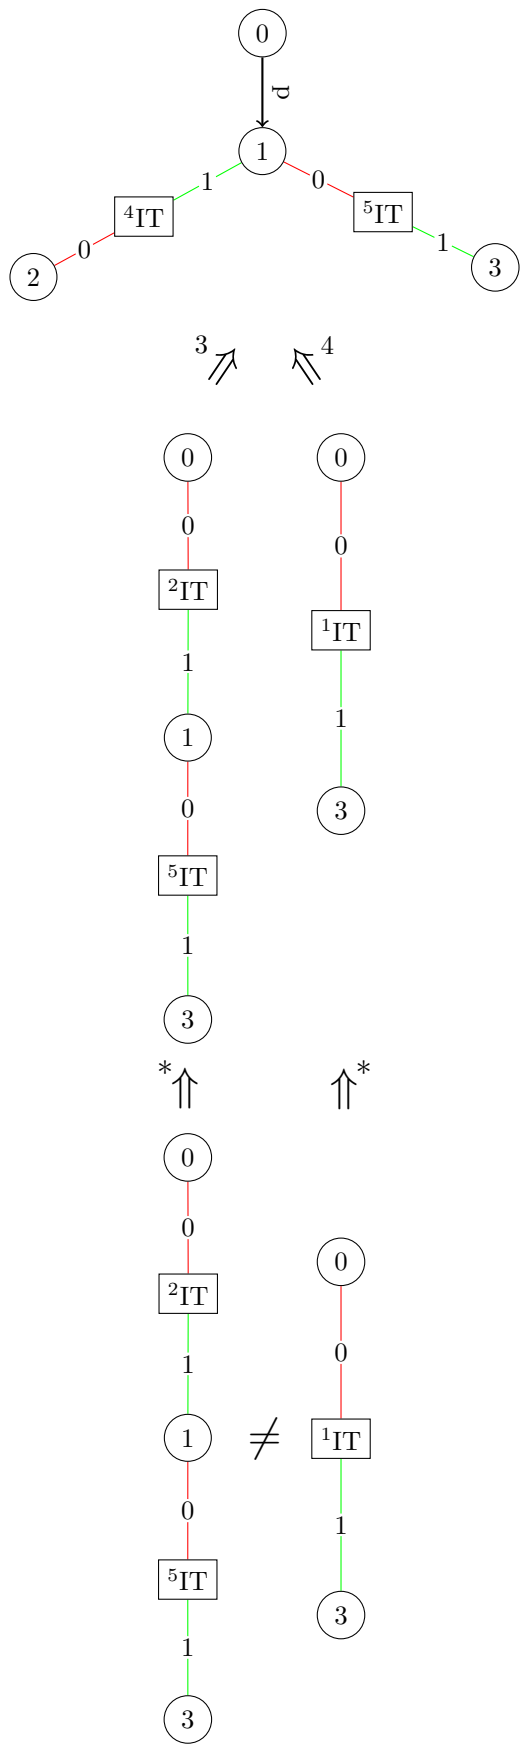 0
d
1
1 0
⁴IT ⁵IT
0 1
2 3
3 ⇗ ⇖ 4
0 0
0 0
²IT ¹IT
1 1
1 3
0
⁵IT
1
3
* ⇑ ⇑ *
0
0 0
²IT 0
1 ≠ ¹IT
1 1
0 3
⁵IT
1
3